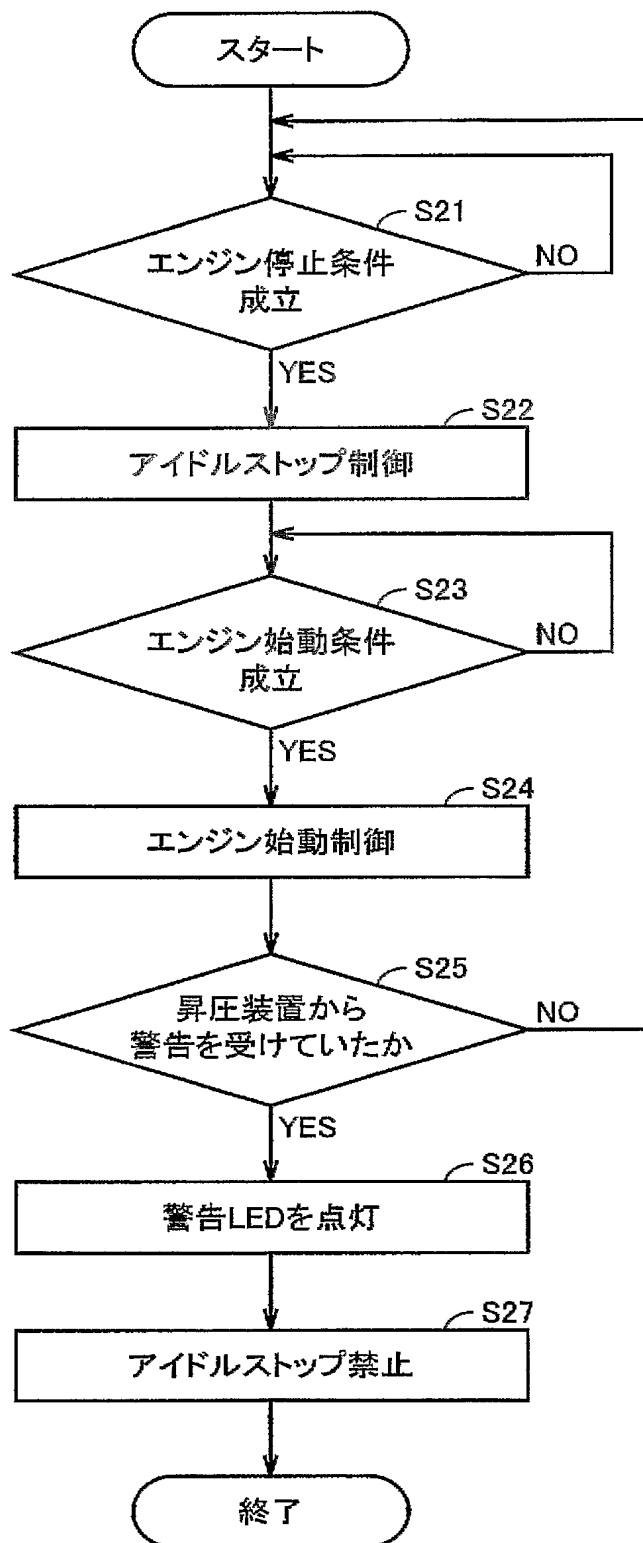 スタート
S21
エンジン停止条件
成立
NO
YES
S22
アイドルストップ制御
S23
エンジン始動条件
成立
NO
YES
S24
エンジン始動制御
S25
昇圧装置から
警告を受けていたか
NO
YES
S26
警告LEDを点灯
S27
アイドルストップ禁止
終了